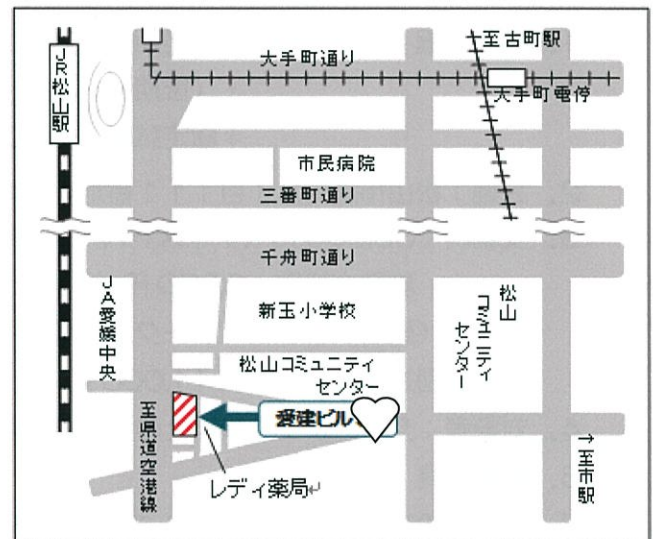 至古町駅
大手町通り
大手町電停
JR松山駅
市民病院
三番町通り
千舟町通り
JA愛媛中央
新玉小学校
松山
コミュニティ
センター
松山コミュニティ
センター
愛建ビル
至県道空港線
レディ薬局
→至市駅